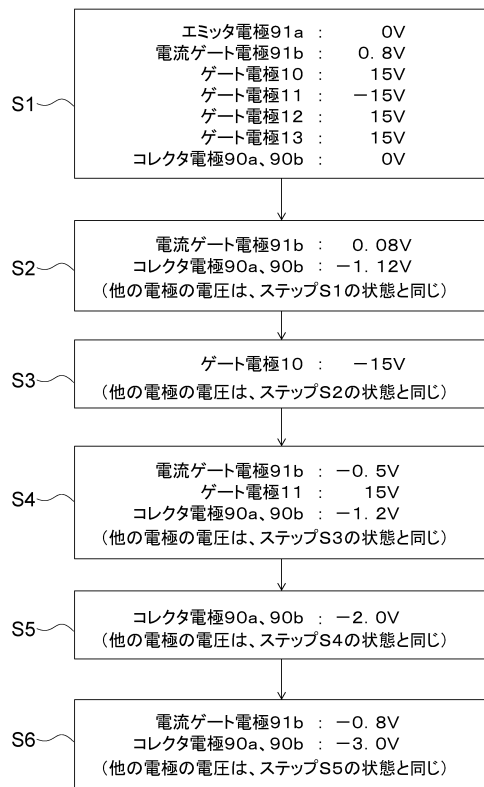 S1
エミッタ電極91a : 0V
電流ゲート電極91b : 0.8V
ゲート電極10 : 15V
ゲート電極11 : −15V
ゲート電極12 : 15V
ゲート電極13 : 15V
コレクタ電極90a、90b : 0V
S2
電流ゲート電極91b : 0.08V
コレクタ電極90a、90b : −1.12V
(他の電極の電圧は、ステップS1の状態と同じ)
S3
ゲート電極10 : −15V
(他の電極の電圧は、ステップS2の状態と同じ)
S4
電流ゲート電極91b : −0.5V
ゲート電極11 : 15V
コレクタ電極90a、90b : −1.2V
(他の電極の電圧は、ステップS3の状態と同じ)
S5
コレクタ電極90a、90b : −2.0V
(他の電極の電圧は、ステップS4の状態と同じ)
S6
電流ゲート電極91b : −0.8V
コレクタ電極90a、90b : −3.0V
(他の電極の電圧は、ステップS5の状態と同じ)